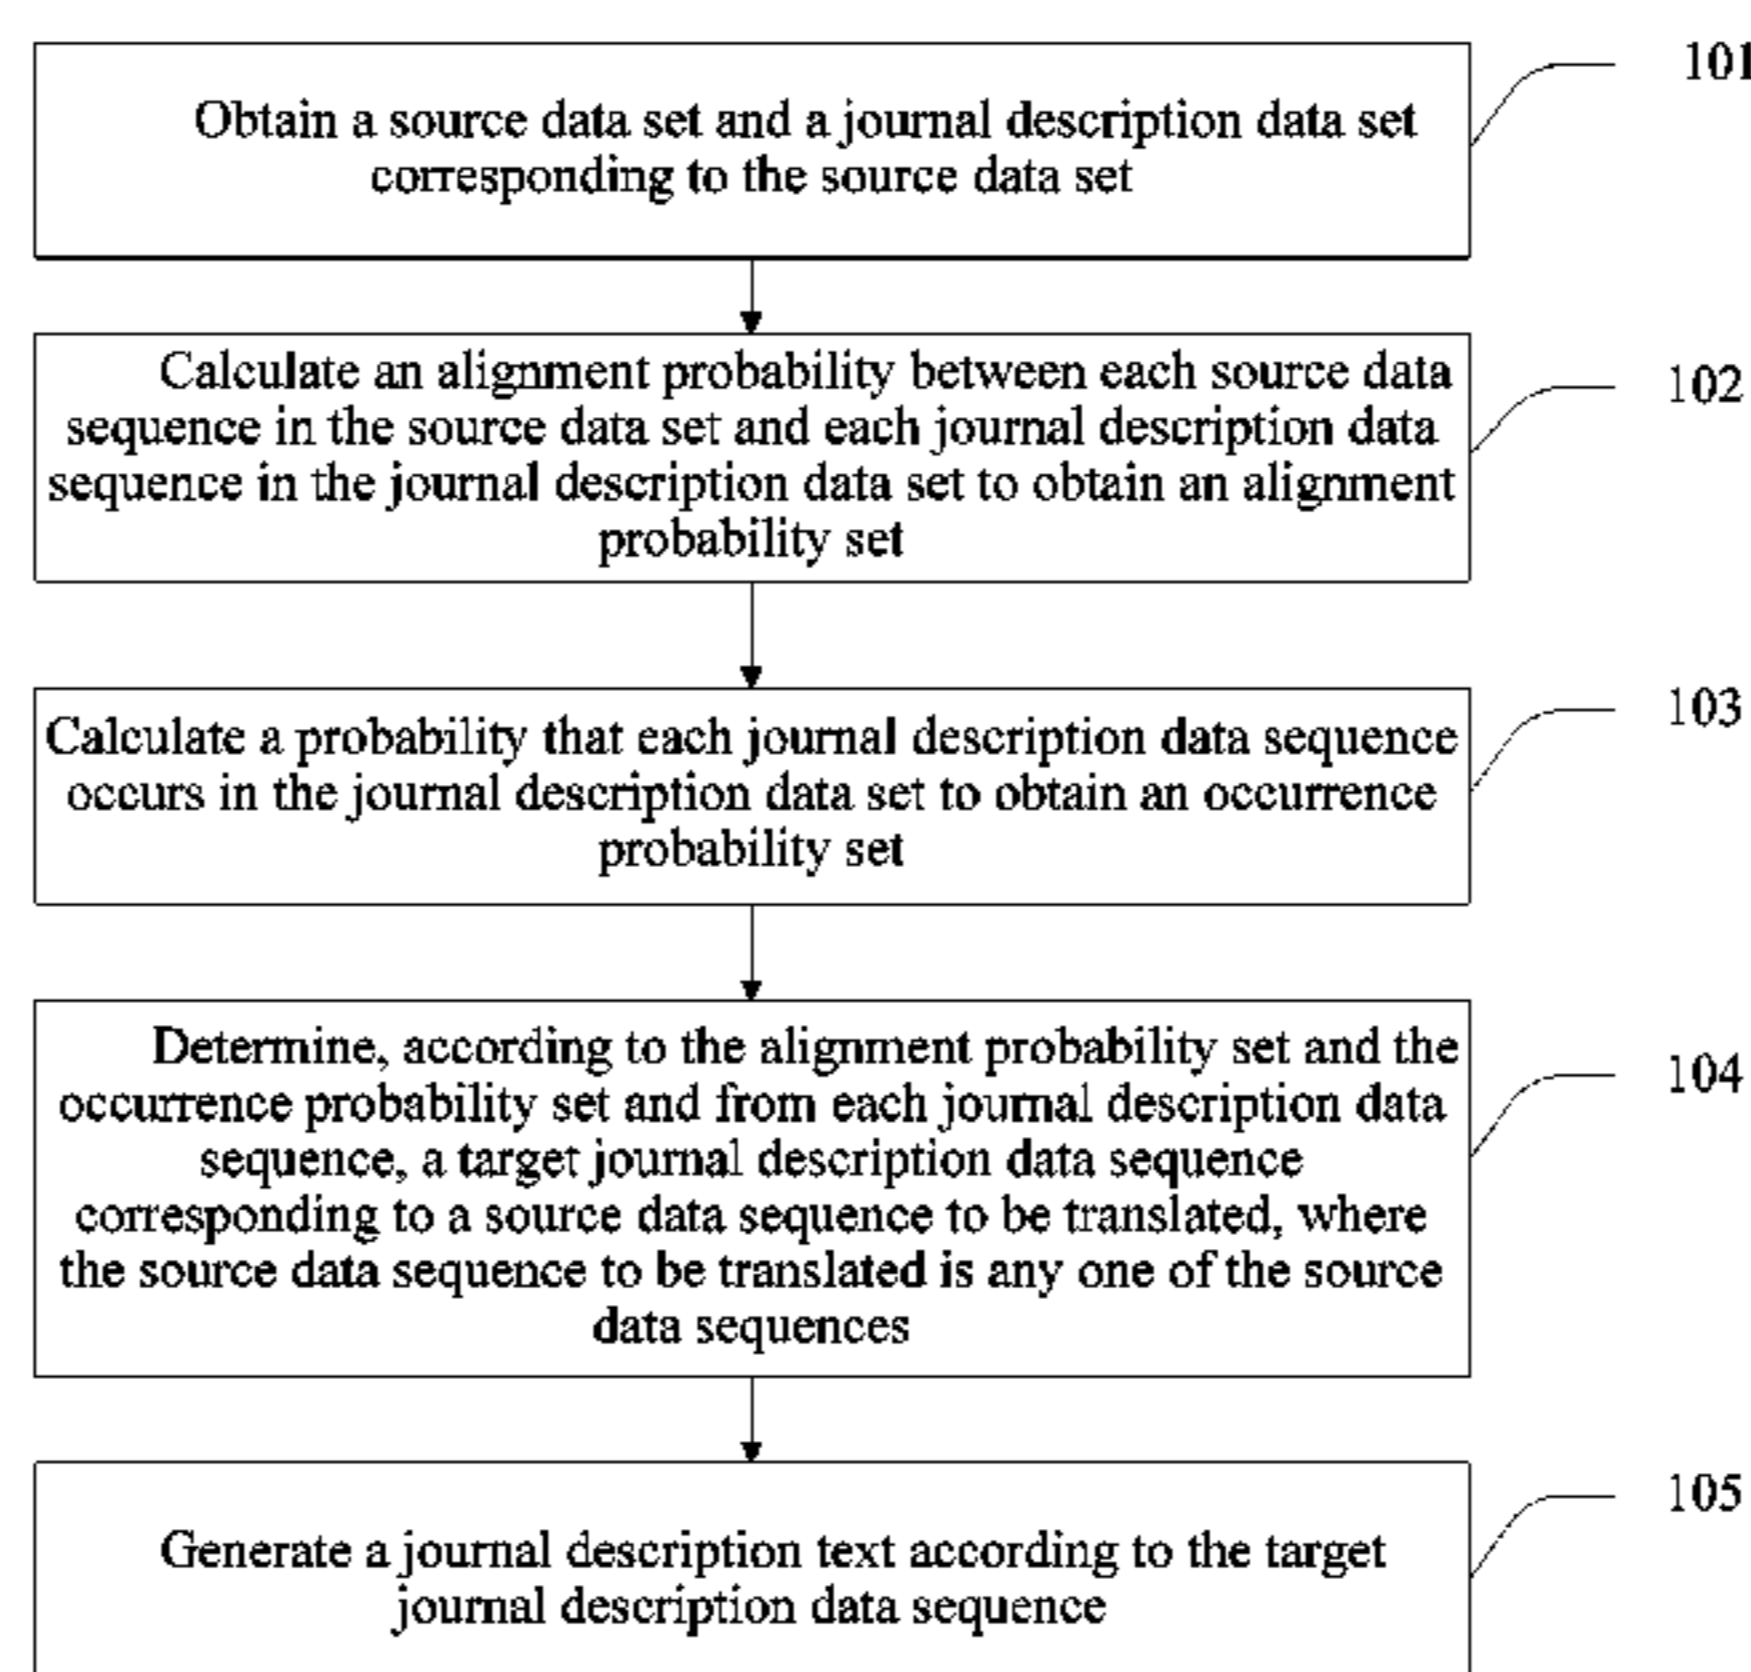 101
Obtain a source data set and a journal description data set
corresponding to the source data set
102
Calculate an alignment probability between each source data
sequence in the source data set and each journal description data
sequence in the journal description data set to obtain an alignment
probability set
103
Calculate a probability that each journal description data sequence
occurs in the journal description data set to obtain an occurrence
probability set
104
Determine, according to the alignment probability set and the
occurrence probability set and from each journal description data
sequence, a target journal description data sequence
corresponding to a source data sequence to be translated, where
the source data sequence to be translated is any one of the source
data sequences
105
Generate a journal description text according to the target
journal description data sequence